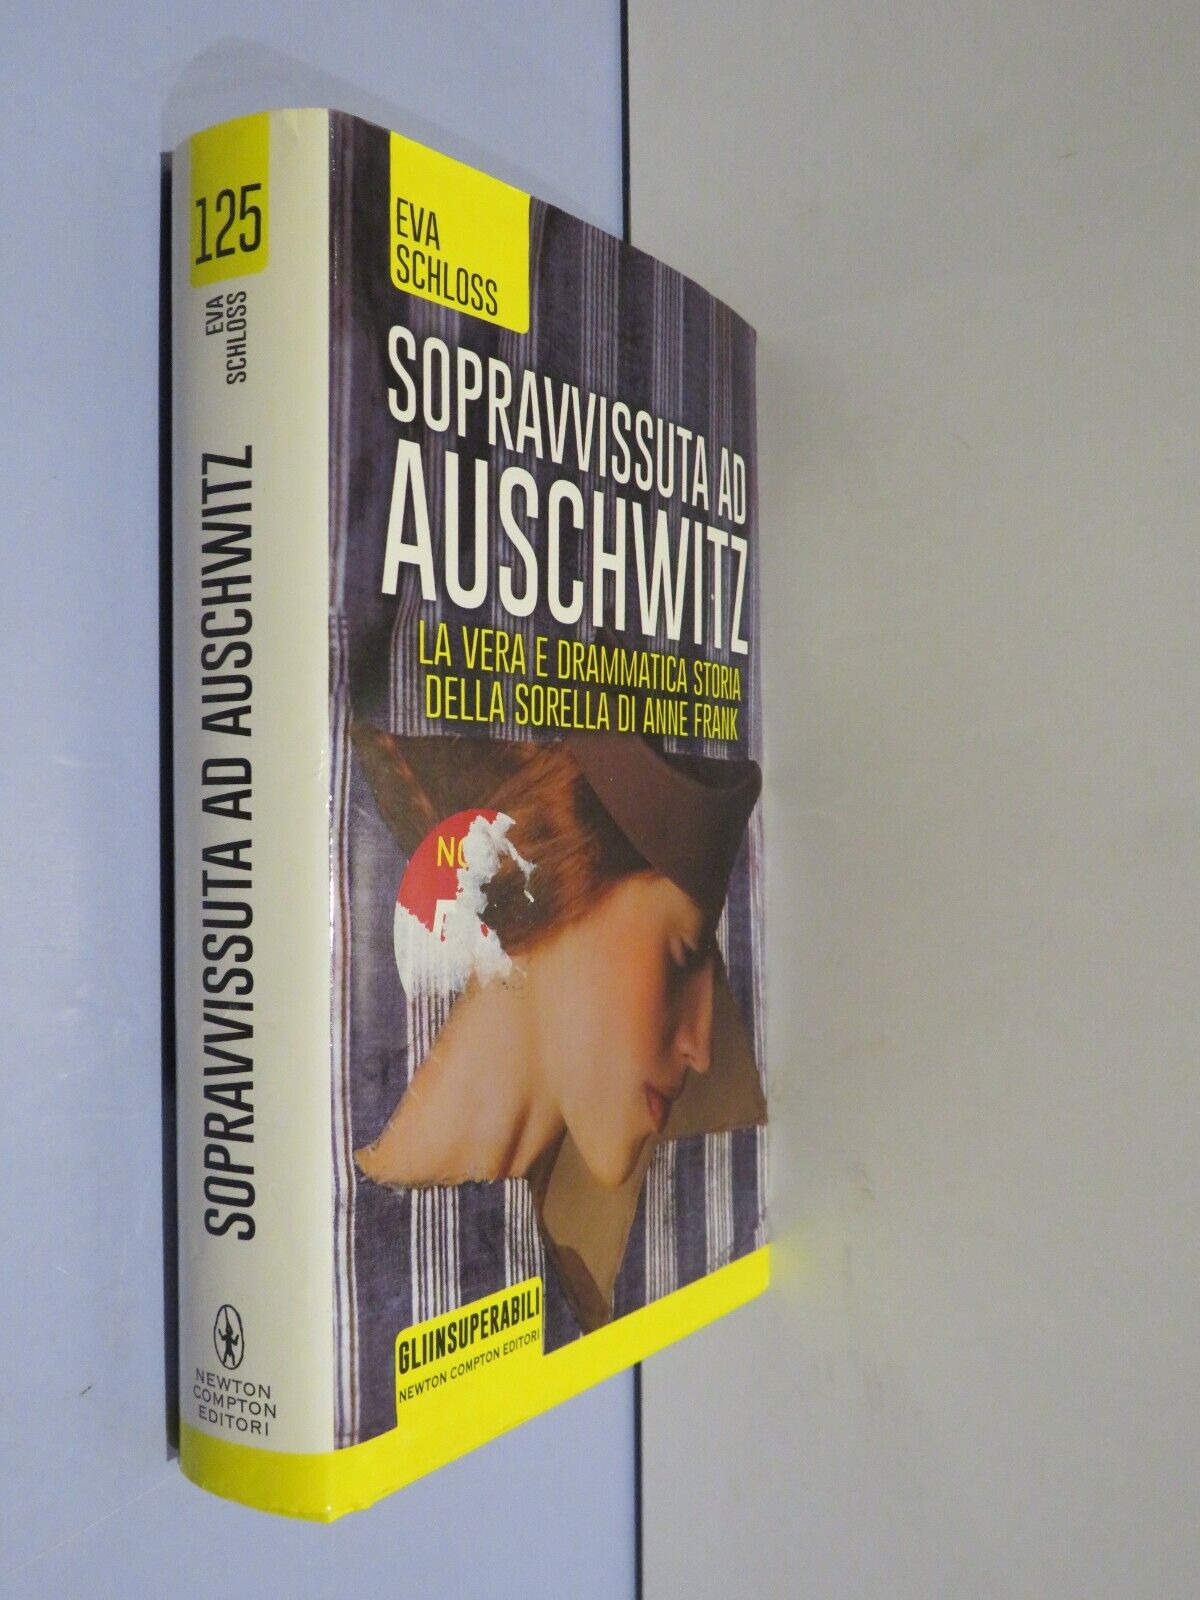 125
EVA
SCHLOSS
SOPRAVVISSUTA AD AUSCHWITZ
NEWTON
COMPTON
EDITORI
EVA
SCHLOSS
SOPRAVVISSUTA AD
AUSCHWITZ
LA VERA E DRAMMATICA STORIA
DELLA SORELLA DI ANNE FRANK
GLIINSUPERABILI
NEWTON COMPTON EDITORI